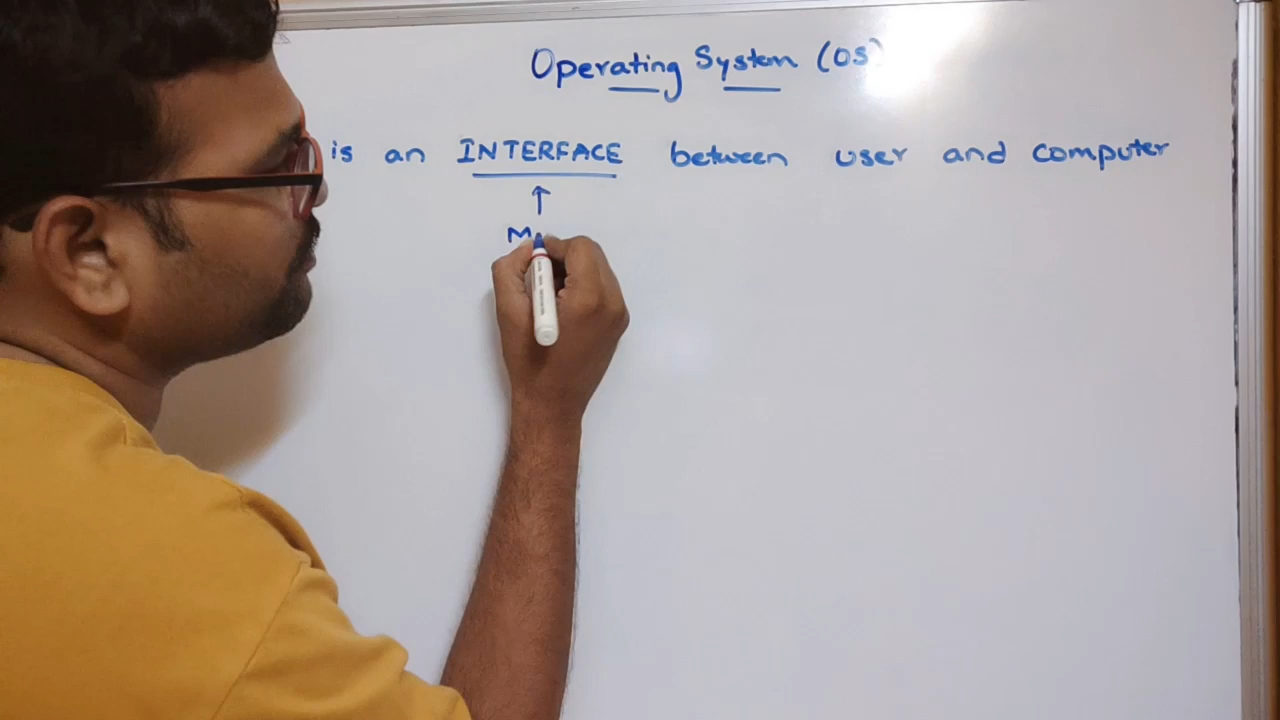 Operating System (OS)
is an INTERFACE between user and computer
M